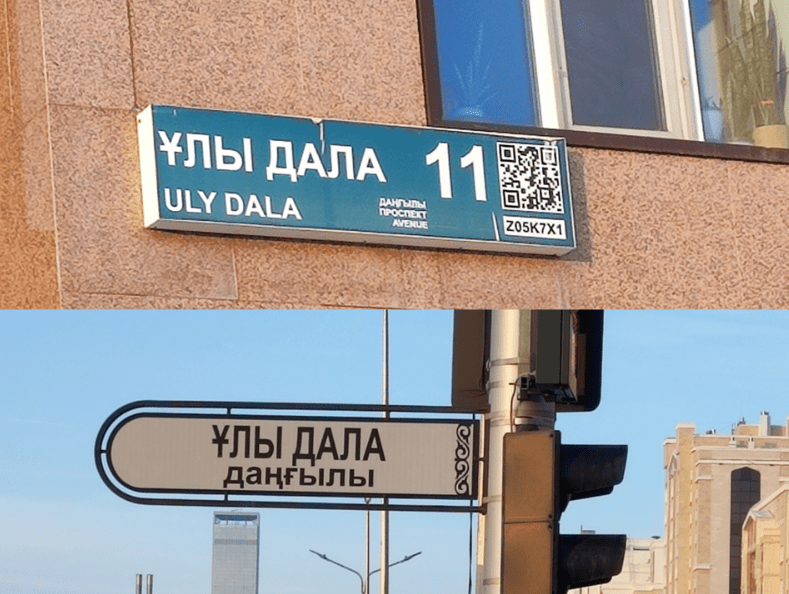 ҰЛЫ ДАЛА 11
ULY DALA
ДАҢҒЫЛЫ
ПРОСПЕКТ
AVENUE
Z05K7X1
ҰЛЫ ДАЛА
даңғылы